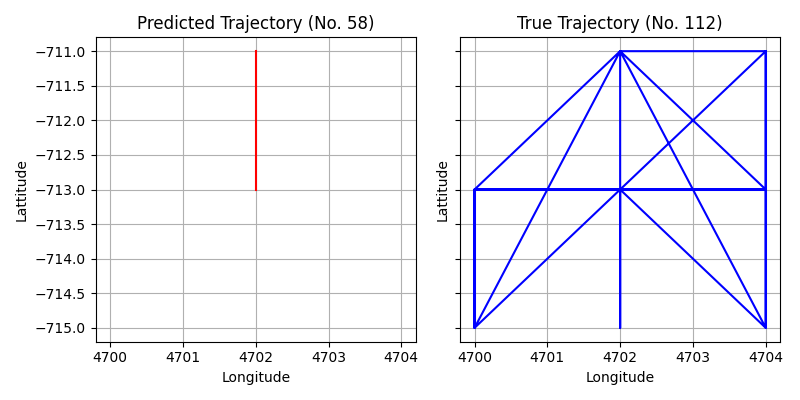 Predicted Trajectory (No. 58)
True Trajectory (No. 112)
−711.0
−711.5
−712.0
−712.5
−713.0
−713.5
−714.0
−714.5
−715.0
Lattitude
Lattitude
4700 4701 4702 4703 4704
4700 4701 4702 4703 4704
Longitude
Longitude